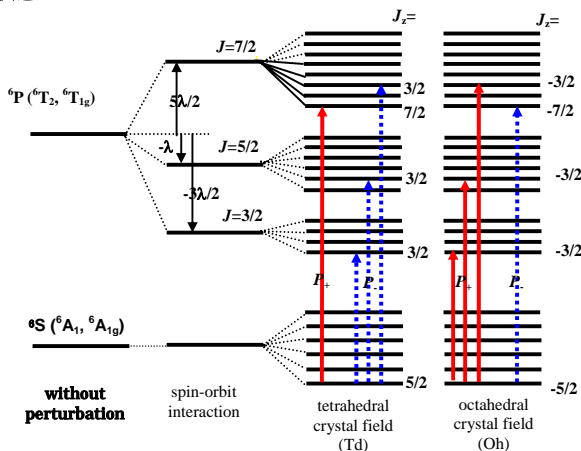 Jz=
Jz=
J=7/2
⁶P (⁶T₂, ⁶T₁g)
5λ/2
3/2
-3/2
7/2
-7/2
-λ
J=5/2
3/2
-3/2
-3λ/2
J=3/2
3/2
-3/2
P₊
P₋
P₊
P₋
⁶S (⁶A₁, ⁶A₁g)
5/2
-5/2
without
perturbation
spin-orbit
interaction
tetrahedral
crystal field
(Td)
octahedral
crystal field
(Oh)